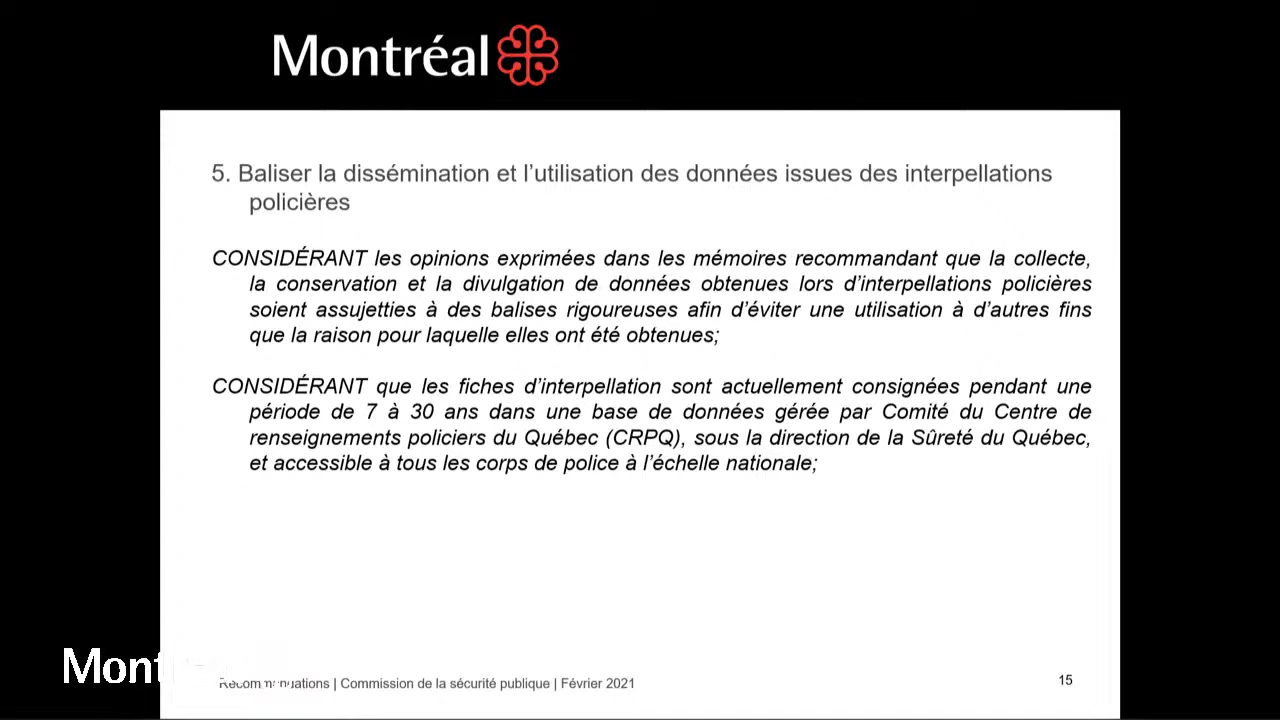 Montréal
5. Baliser la dissémination et l’utilisation des données issues des interpellations
policières
CONSIDÉRANT les opinions exprimées dans les mémoires recommandant que la collecte,
la conservation et la divulgation de données obtenues lors d’interpellations policières
soient assujetties à des balises rigoureuses afin d’éviter une utilisation à d’autres fins
que la raison pour laquelle elles ont été obtenues;
CONSIDÉRANT que les fiches d’interpellation sont actuellement consignées pendant une
période de 7 à 30 ans dans une base de données gérée par Comité du Centre de
renseignements policiers du Québec (CRPQ), sous la direction de la Sûreté du Québec,
et accessible à tous les corps de police à l’échelle nationale;
Montréal
Recommandations | Commission de la sécurité publique | Février 2021
15